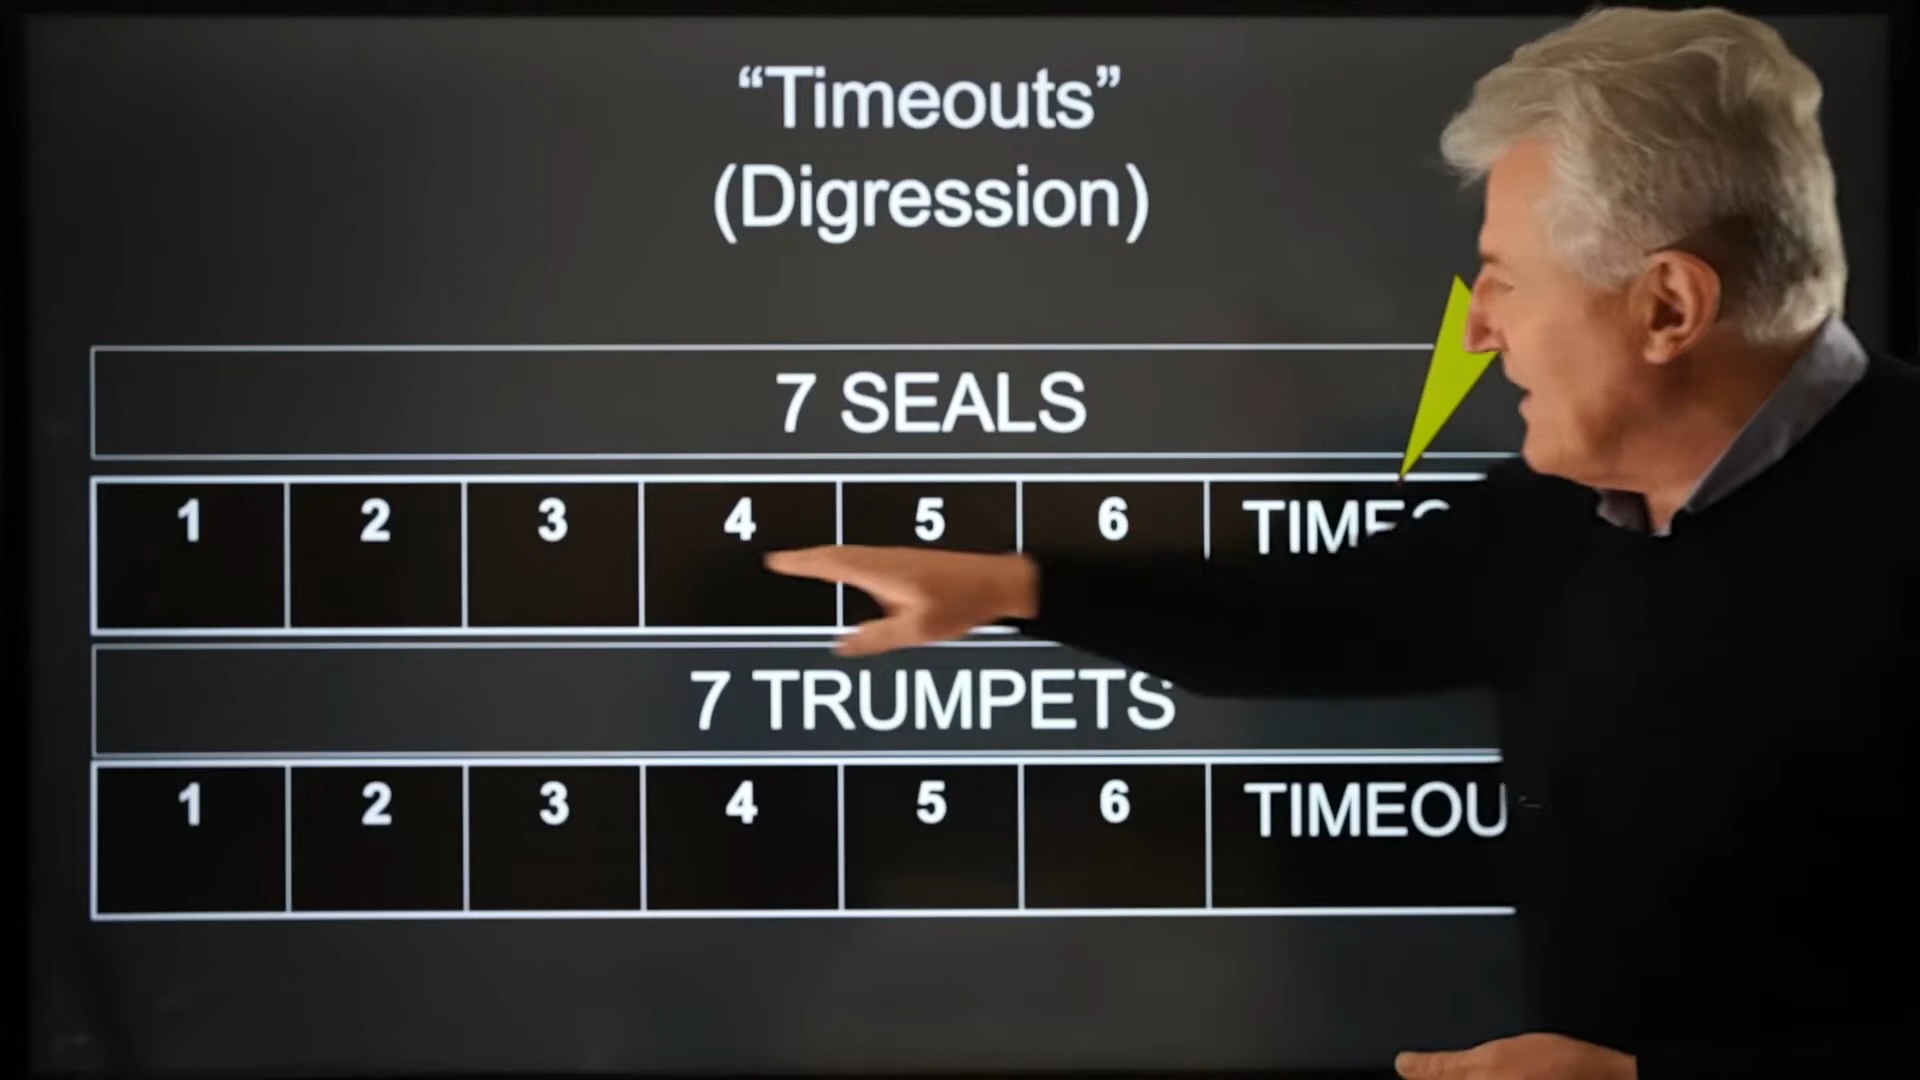 “Timeouts”
(Digression)
7 SEALS
1 2 3 4 5 6
7 TRUMPETS
1 2 3 4 5 6